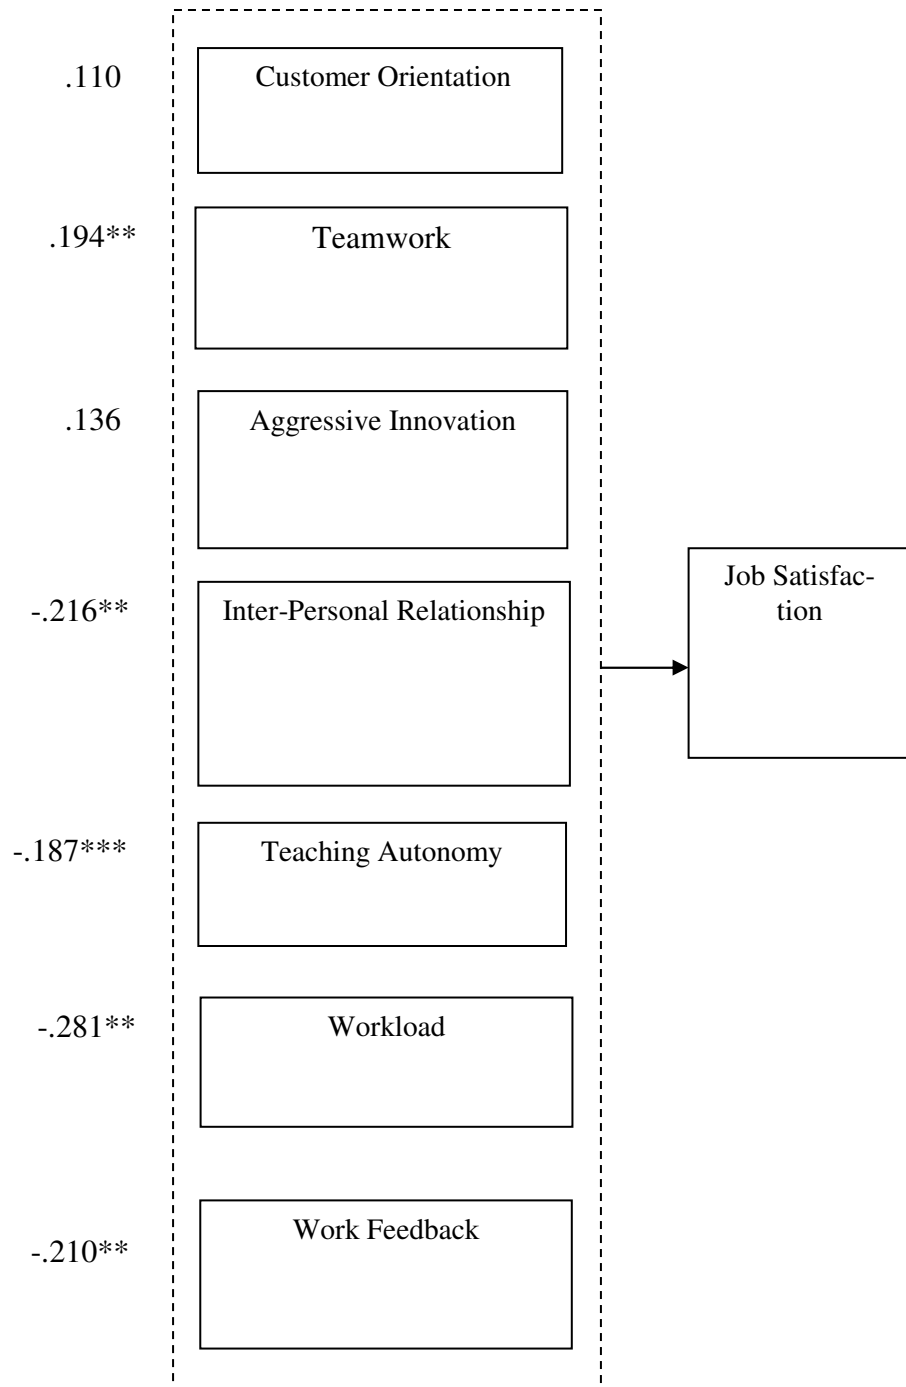 .110
Customer Orientation
.194**
Teamwork
.136
Aggressive Innovation
-.216**
Inter-Personal Relationship
Job Satisfac-
tion
-.187***
Teaching Autonomy
-.281**
Workload
-.210**
Work Feedback